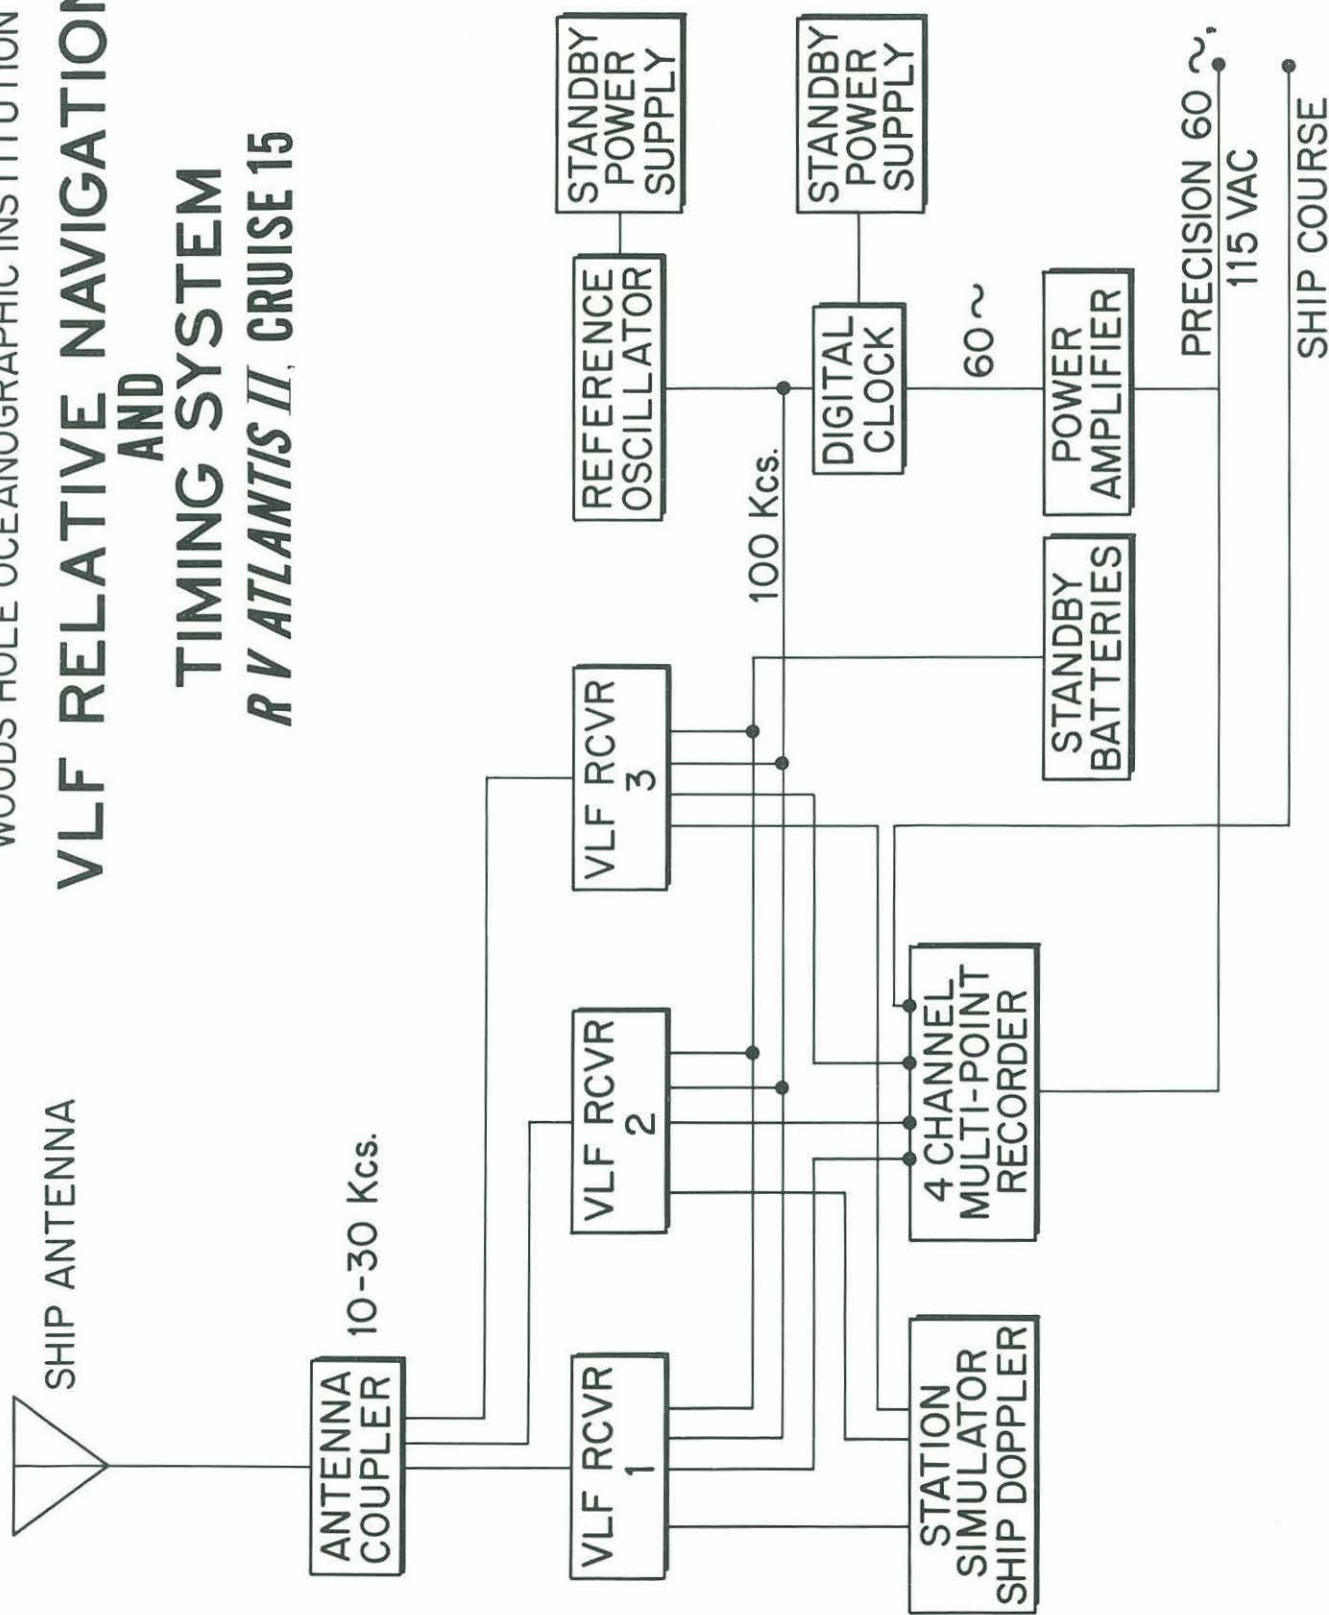 WOODS HOLE OCEANOGRAPHIC INSTITUTION
VLF RELATIVE NAVIGATION
AND
TIMING SYSTEM
R V ATLANTIS II, CRUISE 15
SHIP ANTENNA
ANTENNA
COUPLER
10-30 Kcs.
VLF RCVR
1
VLF RCVR
2
VLF RCVR
3
REFERENCE
OSCILLATOR
STANDBY
POWER
SUPPLY
100 Kcs.
DIGITAL
CLOCK
STANDBY
POWER
SUPPLY
60 ~
STATION
SIMULATOR
SHIP DOPPLER
4 CHANNEL
MULTI-POINT
RECORDER
STANDBY
BATTERIES
POWER
AMPLIFIER
PRECISION 60 ~,
115 VAC
SHIP COURSE